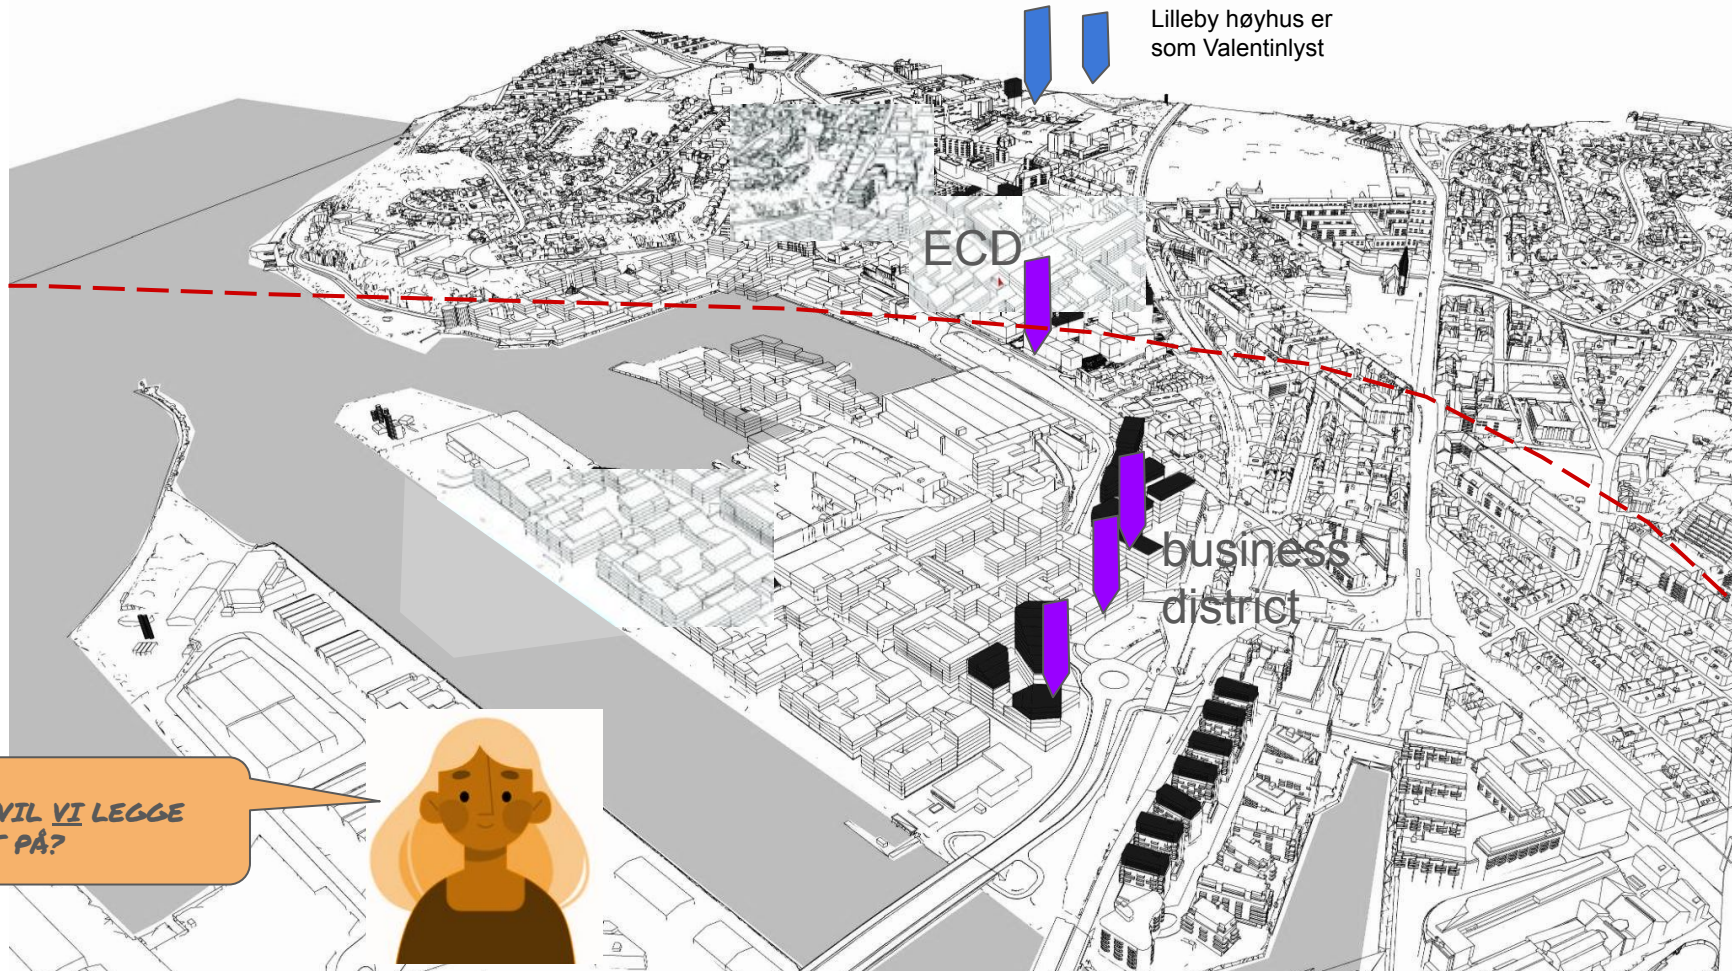 Lilleby høyhus er
som Valentinlyst
ECD
business
district
VIL VI LEGGE
PÅ?